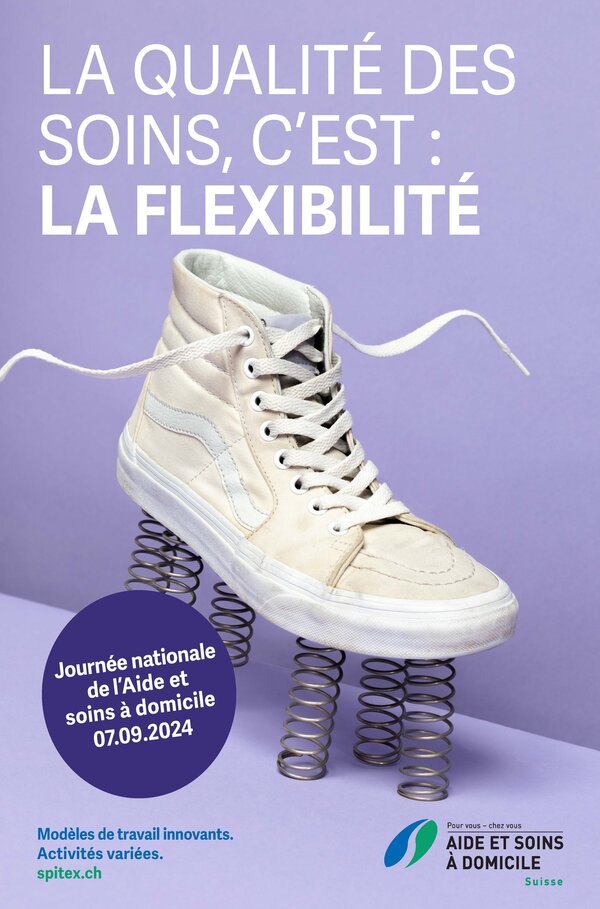 LA QUALITÉ DES
SOINS, C'EST :
LA FLEXIBILITÉ
Journée nationale
de l'Aide et
soins à domicile
07.09.2024
Modèles de travail innovants.
Activités variées.
spitex.ch
Pour vous – chez vous
AIDE ET SOINS
À DOMICILE
Suisse